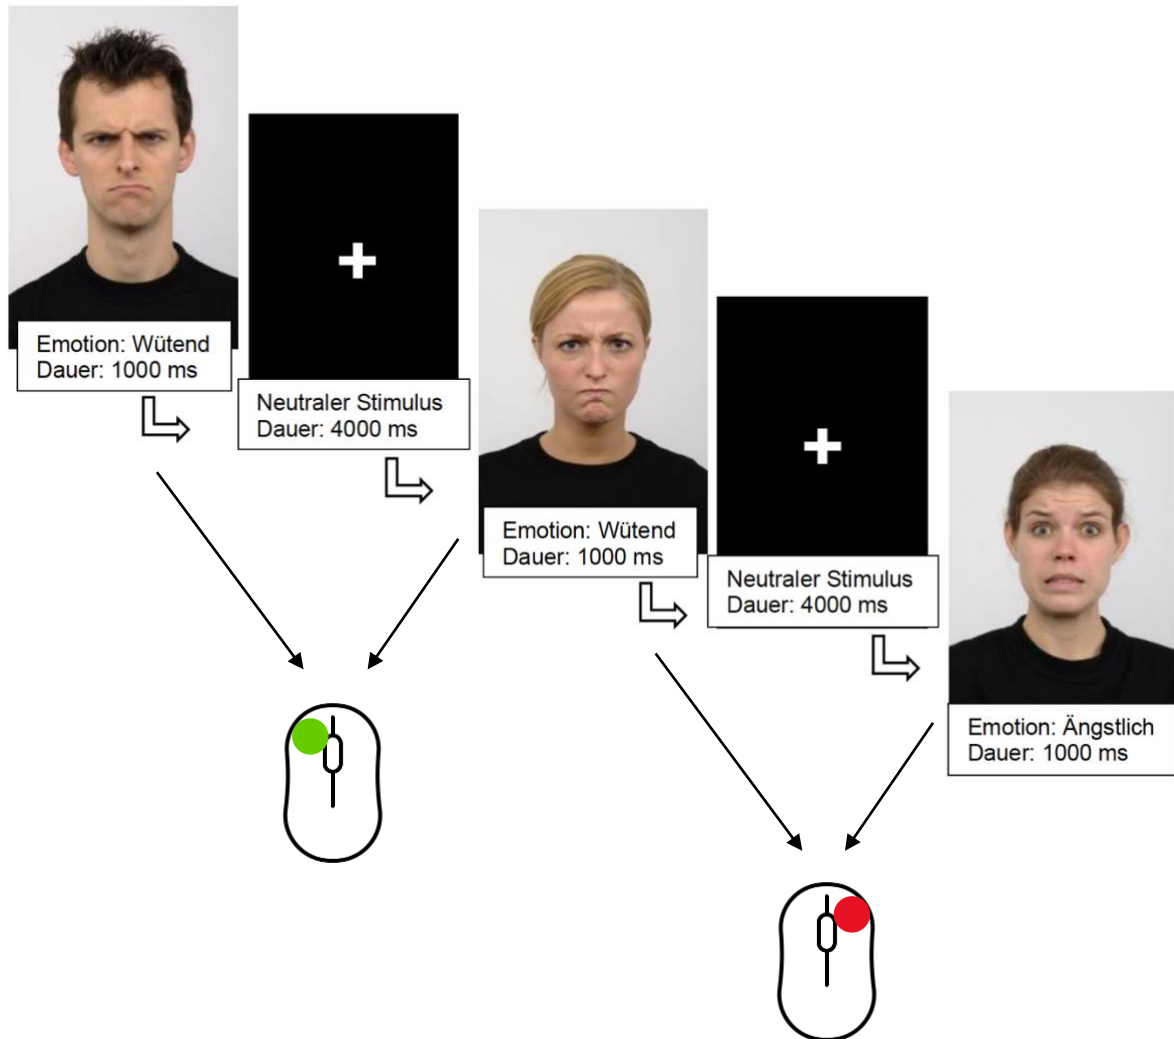 Emotion: Wütend
Dauer: 1000 ms
Neutraler Stimulus
Dauer: 4000 ms
Emotion: Wütend
Dauer: 1000 ms
Neutraler Stimulus
Dauer: 4000 ms
Emotion: Ängstlich
Dauer: 1000 ms